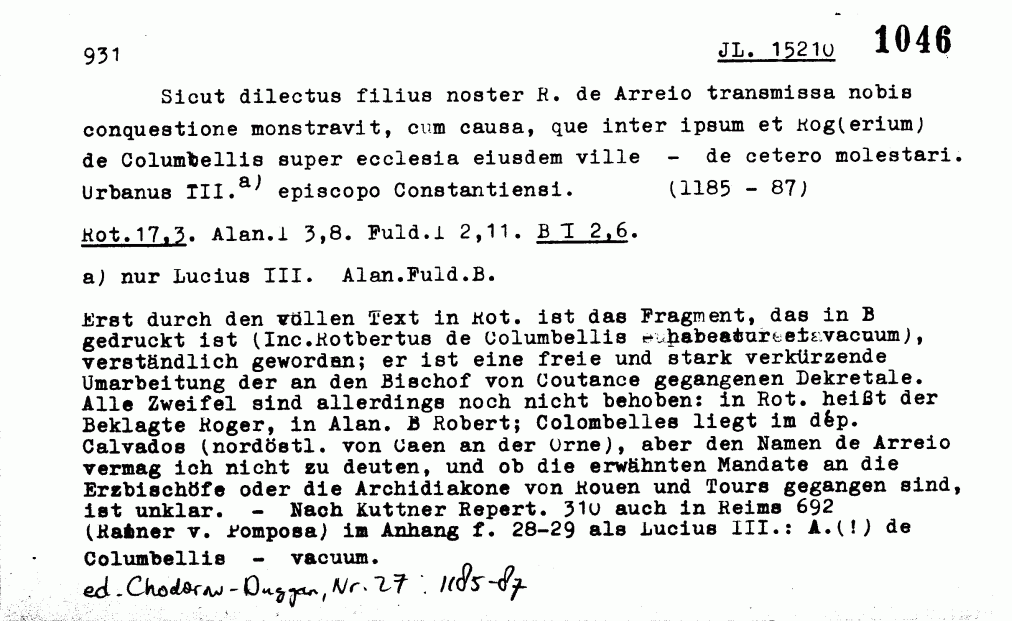 931 JL. 15210 1046
Sicut dilectus filius noster R. de Arreio transmissa nobis
conquestione monstravit, cum causa, que inter ipsum et Rog(erium)
de Columbellis super ecclesia eiusdem ville – de cetero molestari.
Urbanus III.a) episcopo Constantiensi. (1185 – 87)
Rot.17,3. Alan.I 3,8. Fuld.I 2,11. B I 2,6.
a) nur Lucius III. Alan.Fuld.B.
Erst durch den vollen Text in Rot. ist das Fragment, das in B
gedruckt ist (Inc.Rotbertus de Columbellis habeatur et vacuum),
verständlich geworden; er ist eine freie und stark verkürzende
Umarbeitung der an den Bischof von Coutance gegangenen Dekretale.
Alle Zweifel sind allerdings noch nicht behoben: in Rot. heißt der
Beklagte Roger, in Alan. B Robert; Colombelles liegt im dép.
Calvados (nordöstl. von Caen an der Orne), aber den Namen de Arreio
vermag ich nicht zu deuten, und ob die erwähnten Mandate an die
Erzbischöfe oder die Archidiakone von Rouen und Tours gegangen sind,
ist unklar. – Nach Kuttner Repert. 310 auch in Reims 692
(Rainer v. Pomposa) im Anhang f. 28-29 als Lucius III.: A.(!) de
Columbellis – vacuum.
ed. Chodorow-Duggan, Nr. 27 : 1185-87